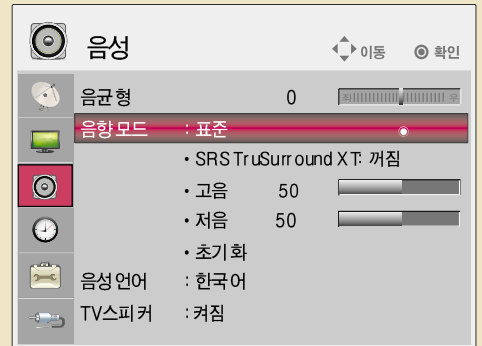 음성 이동 확인
음균형 0 좌 우
음향모드 : 표준
• SRS TruSurround XT: 꺼짐
• 고음 50
• 저음 50
• 초기화
음성언어 : 한국어
TV스피커 : 켜짐